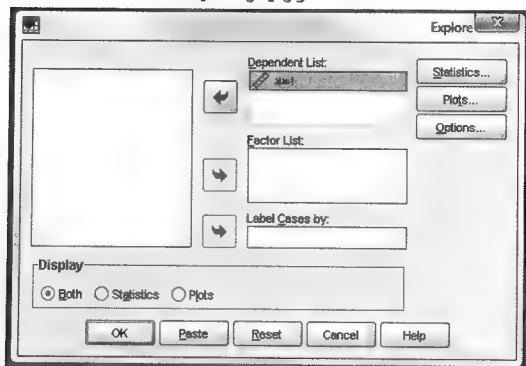 Explore
Dependent List:
Statistics...
Plots...
Options...
Factor List:
Label Cases by:
Display
Both Statistics Plots
OK Paste Reset Cancel Help